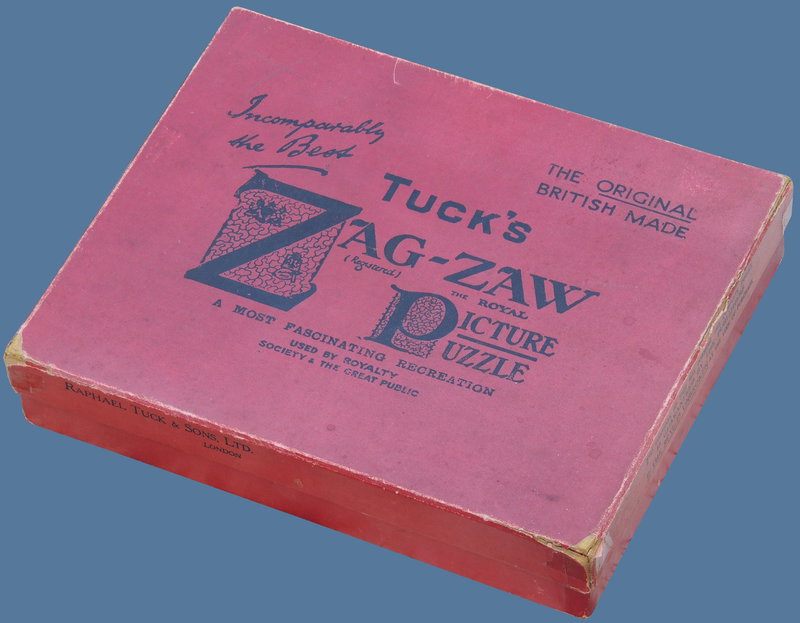 Incomparably
the Best
THE ORIGINAL
BRITISH MADE
TUCK'S
ZAG-ZAW
(Registered)
THE ROYAL
PICTURE
PUZZLE
A MOST FASCINATING RECREATION
USED BY ROYALTY
SOCIETY & THE GREAT PUBLIC
RAPHAEL TUCK & SONS, LTD.
LONDON